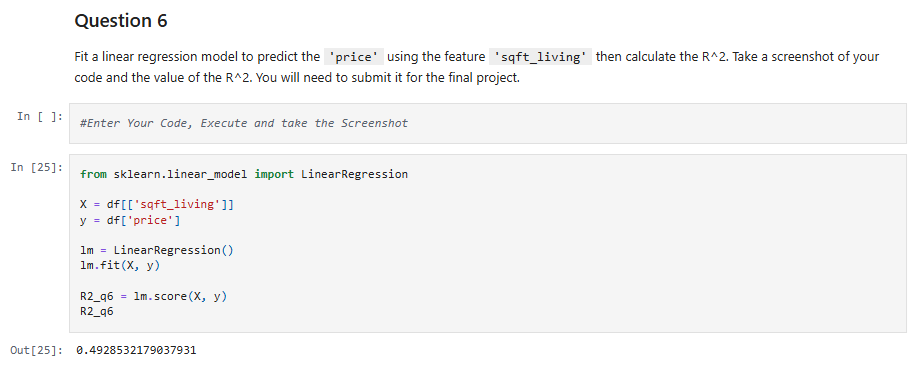 Question 6
Fit a linear regression model to predict the 'price' using the feature 'sqft_living' then calculate the R^2. Take a screenshot of your
code and the value of the R^2. You will need to submit it for the final project.
In [ ]:
#Enter Your Code, Execute and take the Screenshot
In [25]:
from sklearn.linear_model import LinearRegression
X = df[['sqft_living']]
y = df['price']
lm = LinearRegression()
lm.fit(X, y)
R2_q6 = lm.score(X, y)
R2_q6
Out[25]: 0.4928532179037931